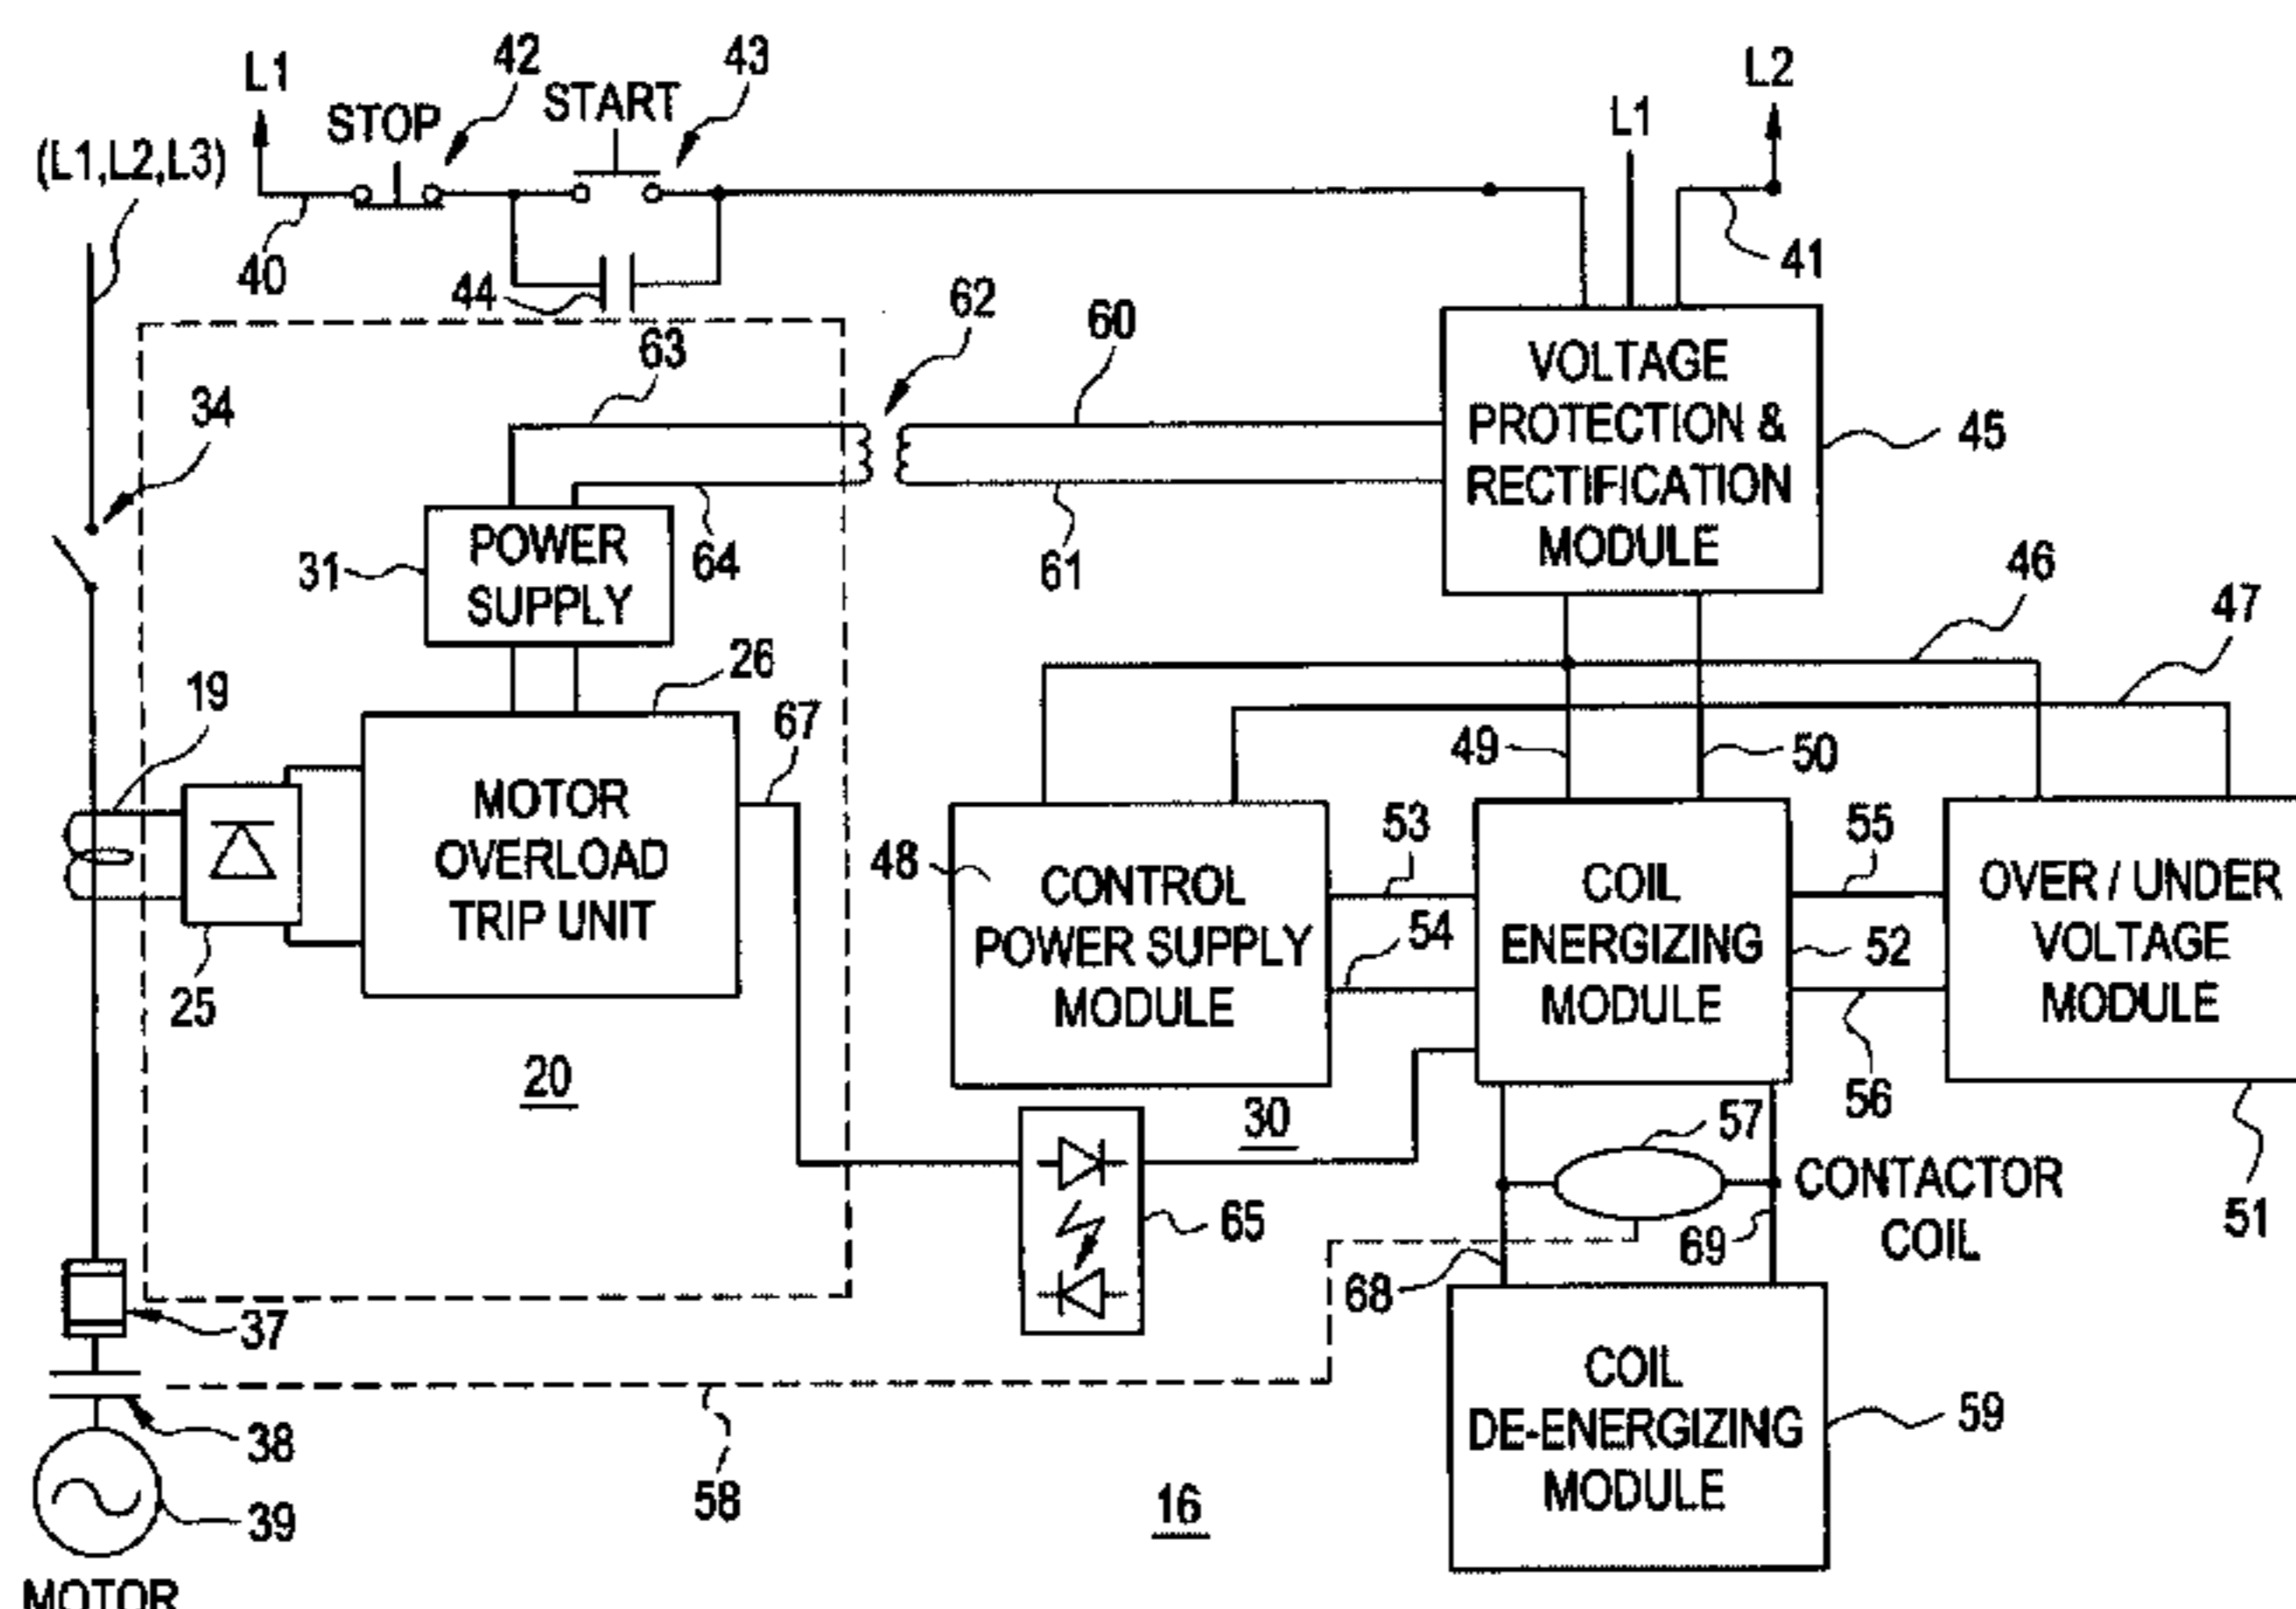 L1
STOP
42
START
43
L1
L2
(L1,L2,L3)
40
44
41
62
60
63
34
VOLTAGE
PROTECTION &
RECTIFICATION
MODULE
45
31
POWER
SUPPLY
64
61
46
47
19
26
67
49
50
MOTOR
OVERLOAD
TRIP UNIT
25
48
CONTROL
POWER SUPPLY
MODULE
53
54
COIL
ENERGIZING
MODULE
55
52
56
OVER / UNDER
VOLTAGE
MODULE
20
30
57
CONTACTOR
COIL
51
65
69
68
37
38
58
39
16
COIL
DE-ENERGIZING
MODULE
59
MOTOR